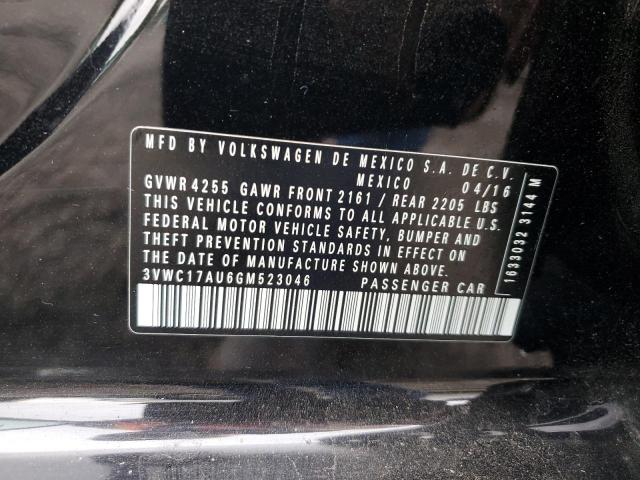 MFD BY VOLKSWAGEN DE MEXICO S.A. DE C.V.
MEXICO 04/16
GVWR 4255 GAWR FRONT 2161 / REAR 2205 LBS
THIS VEHICLE CONFORMS TO ALL APPLICABLE U.S.
FEDERAL MOTOR VEHICLE SAFETY, BUMPER AND
THEFT PREVENTION STANDARDS IN EFFECT ON
THE DATE OF MANUFACTURE SHOWN ABOVE.
3VWC17AU6GM523046 PASSENGER CAR
1633032 3144 M